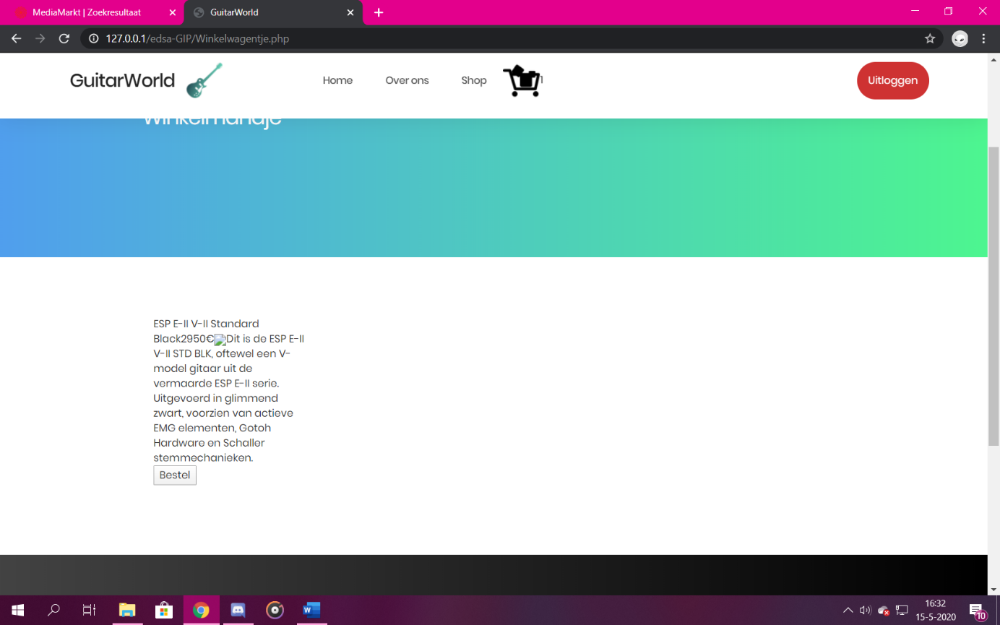 MediaMarkt | Zoekresultaat
GuitarWorld
127.0.0.1/edsa-GIP/Winkelwagentje.php
GuitarWorld
Home
Over ons
Shop
1
Uitloggen
Winkelmandje
ESP E-II V-II Standard
Black2950€Dit is de ESP E-II
V-II STD BLK, oftewel een V-
model gitaar uit de
vermaarde ESP E-II serie.
Uitgevoerd in glimmend
zwart, voorzien van actieve
EMG elementen, Gotoh
Hardware en Schaller
stemmechanieken.
Bestel
16:32
15-5-2020
10